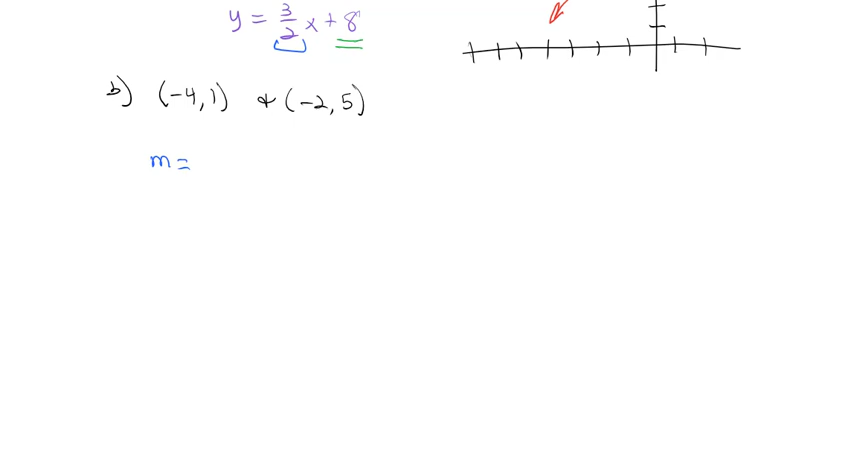 y = 3/2 x + 8
b) (-4, 1) & (-2, 5)
m =